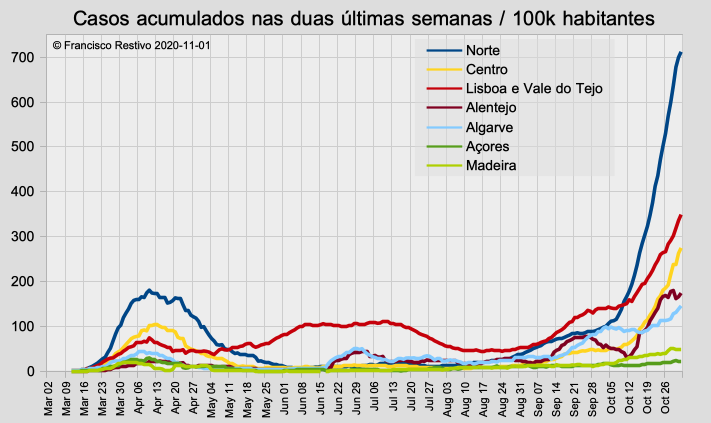 Casos acumulados nas duas últimas semanas / 100k habitantes
© Francisco Restivo 2020-11-01
Norte
Centro
Lisboa e Vale do Tejo
Alentejo
Algarve
Açores
Madeira
700
600
500
400
300
200
100
0
Mar 02
Mar 09
Mar 16
Mar 23
Mar 30
Apr 06
Apr 13
Apr 20
Apr 27
May 04
May 11
May 18
May 25
Jun 01
Jun 08
Jun 15
Jun 22
Jun 29
Jul 06
Jul 13
Jul 20
Jul 27
Aug 03
Aug 10
Aug 17
Aug 24
Aug 31
Sep 07
Sep 14
Sep 21
Sep 28
Oct 05
Oct 12
Oct 19
Oct 26